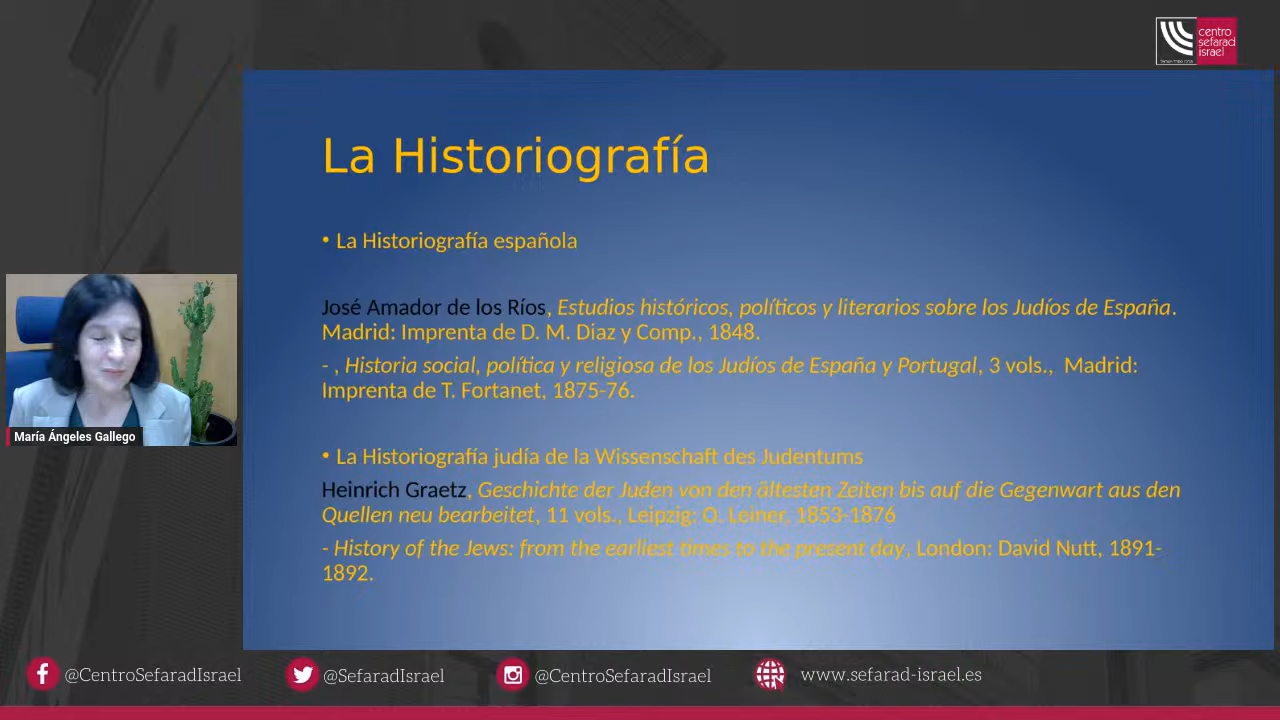 centro
sefarad
israel
La Historiografía
• La Historiografía española
José Amador de los Ríos, Estudios históricos, políticos y literarios sobre los Judíos de España.
Madrid: Imprenta de D. M. Diaz y Comp., 1848.
- , Historia social, política y religiosa de los Judíos de España y Portugal, 3 vols., Madrid:
Imprenta de T. Fortanet, 1875-76.
• La Historiografía judía de la Wissenschaft des Judentums
Heinrich Graetz, Geschichte der Juden von den ältesten Zeiten bis auf die Gegenwart aus den
Quellen neu bearbeitet, 11 vols., Leipzig: O. Leiner, 1853-1876
- History of the Jews: from the earliest times to the present day, London: David Nutt, 1891-
1892.
María Ángeles Gallego
@CentroSefaradIsrael
@SefaradIsrael
@CentroSefaradIsrael
www.sefarad-israel.es